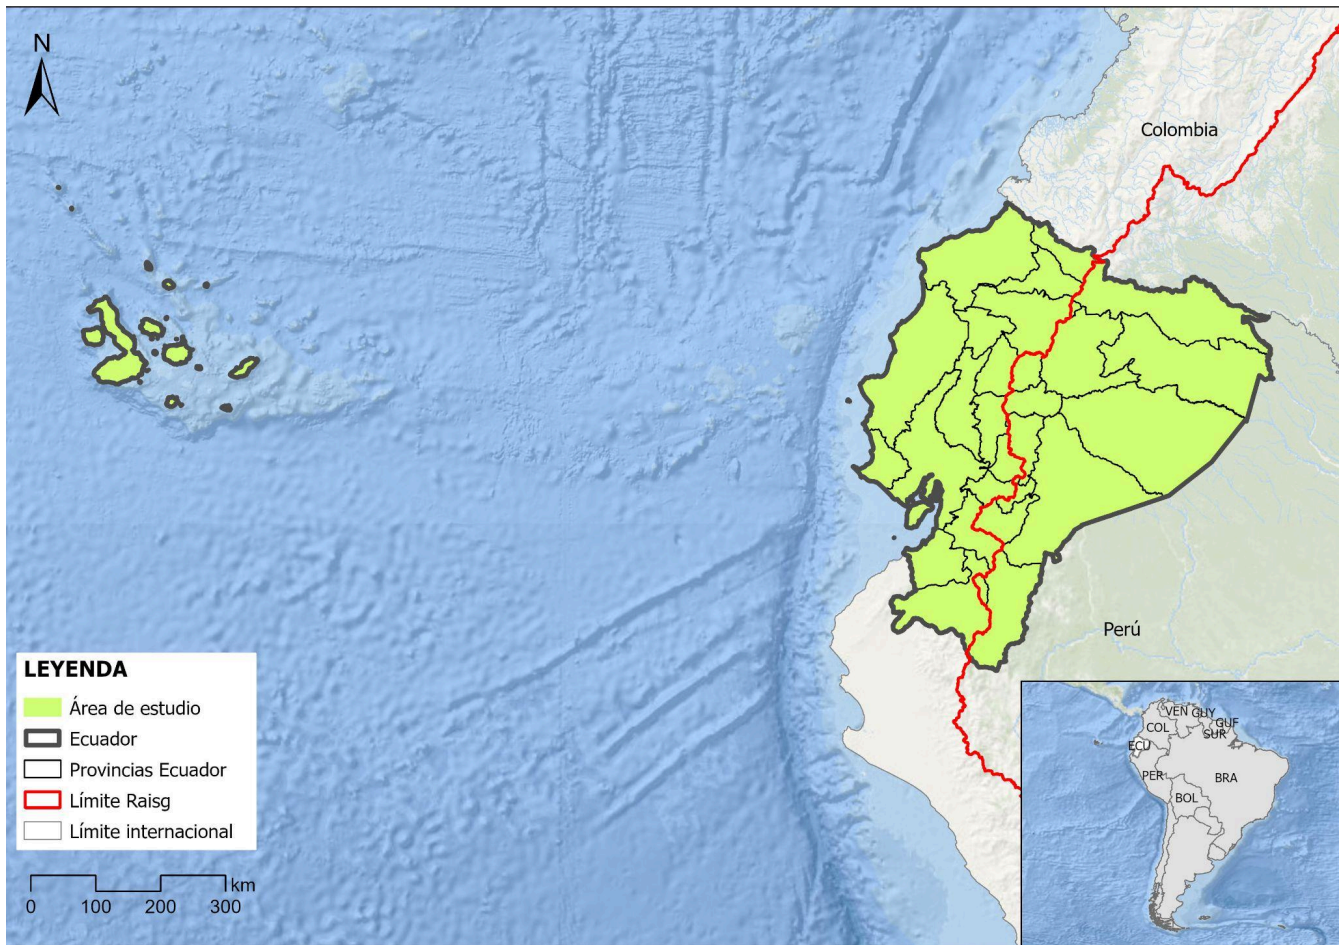 N
Colombia
Perú
LEYENDA
Área de estudio
Ecuador
Provincias Ecuador
Límite Raisg
Límite internacional
km
0 100 200 300
VEN GUY
GUF
COL
SUR
ECU
PER
BRA
BOL